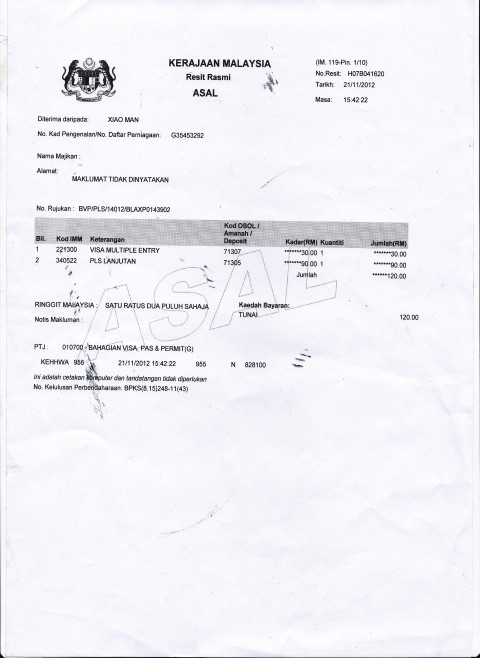 KERAJAAN MALAYSIA
Resit Rasmi
ASAL
(IM. 119-Pin. 1/10)
No.Resit: H07B041620
Tarikh: 21/11/2012
Masa: 15:42:22
Diterima daripada: XIAO MAN
No. Kad Pengenalan/No. Daftar Perniagaan: G35453292
Nama Majikan :
Alamat:
MAKLUMAT TIDAK DINYATAKAN
No. Rujukan : BVP/PLS/14012/BLAXP0143902
Bil. Kod IMM Keterangan Kod OSOL / Amanah / Deposit Kadar(RM) Kuantiti Jumlah(RM)
1 221300 VISA MULTIPLE ENTRY 71307 *******30.00 1 *******30.00
2 340522 PLS LANJUTAN 71305 *******90.00 1 *******90.00
Jumlah ******120.00
ASAL
RINGGIT MALAYSIA : SATU RATUS DUA PULUH SAHAJA Kaedah Bayaran:
Notis Makluman : TUNAI 120.00
PTJ : 010700 - BAHAGIAN VISA, PAS & PERMIT(G)
KEHHWA 955 21/11/2012 15:42:22 955 N 828100
Ini adalah cetakan komputer dan tandatangan tidak diperlukan
No. Kelulusan Perbendaharaan: BPKS(8.15)248-11(43)